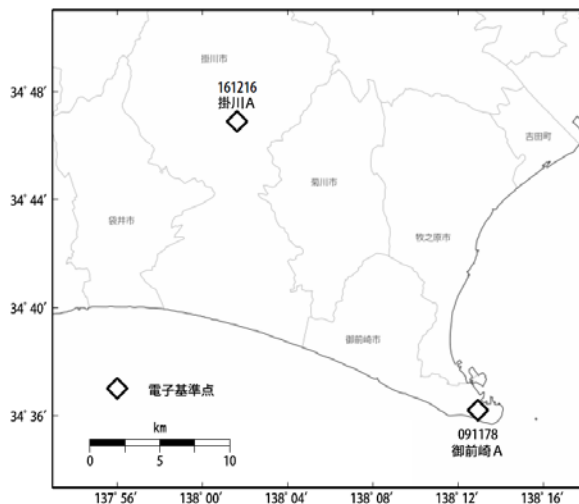 掛川市
34˚48'
161216
掛川A
吉田町
34˚44'
菊川市
袋井市
牧之原市
34˚40'
御前崎市
電子基準点
34˚36'
km
091178
御前崎A
0 5 10
137˚56' 138˚00' 138˚04' 138˚08' 138˚12' 138˚16'